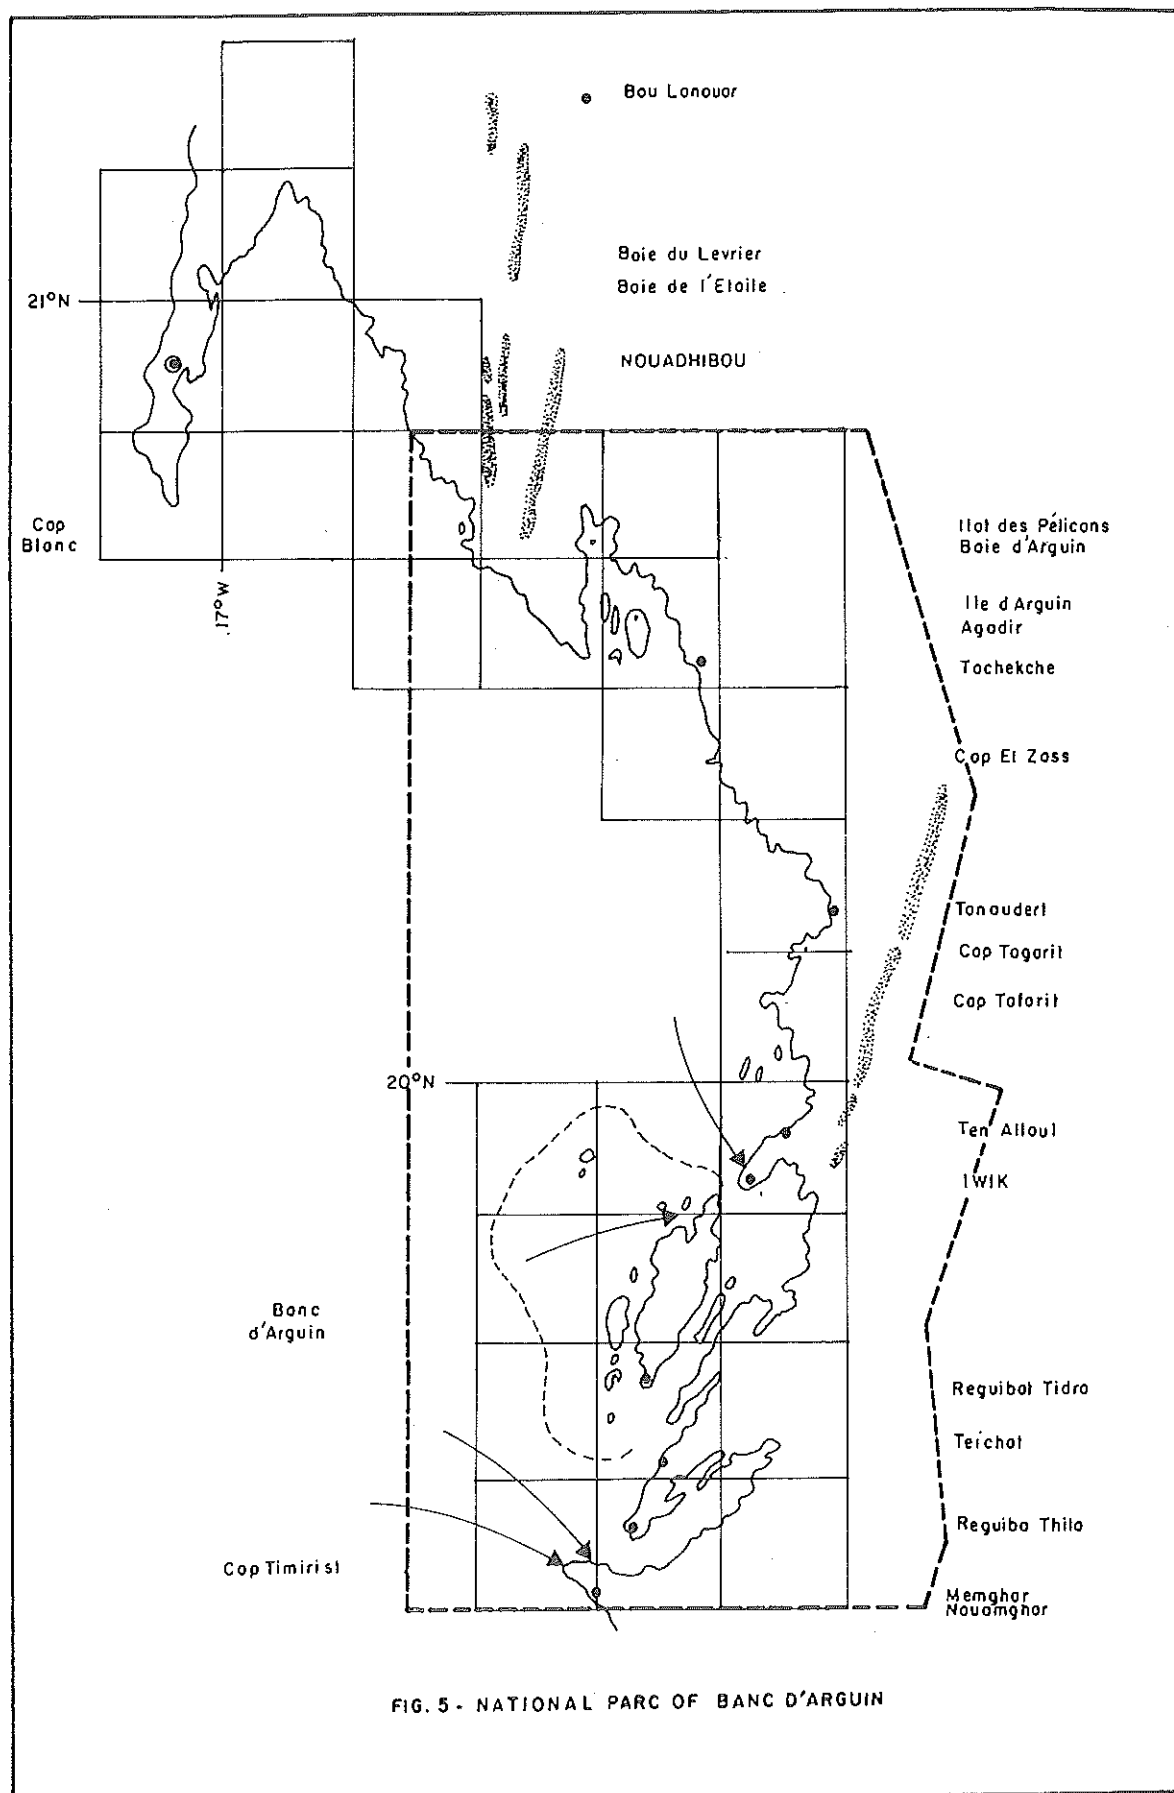 Bou Lanouar
Baie du Levrier
Baie de l'Etoile
21°N
NOUADHIBOU
Cap
Blanc
Ilot des Pélicans
Baie d'Arguin
17°W
Ile d'Arguin
Agadir
Tachekche
Cap El Zass
Tanoudert
Cap Tagarit
Cap Tafarit
20°N
Ten Alloul
IWIK
Banc
d'Arguin
Reguibat Tidra
Teichot
Reguiba Thila
Cap Timirist
Memghar
Nouamghar
FIG. 5 - NATIONAL PARC OF BANC D'ARGUIN